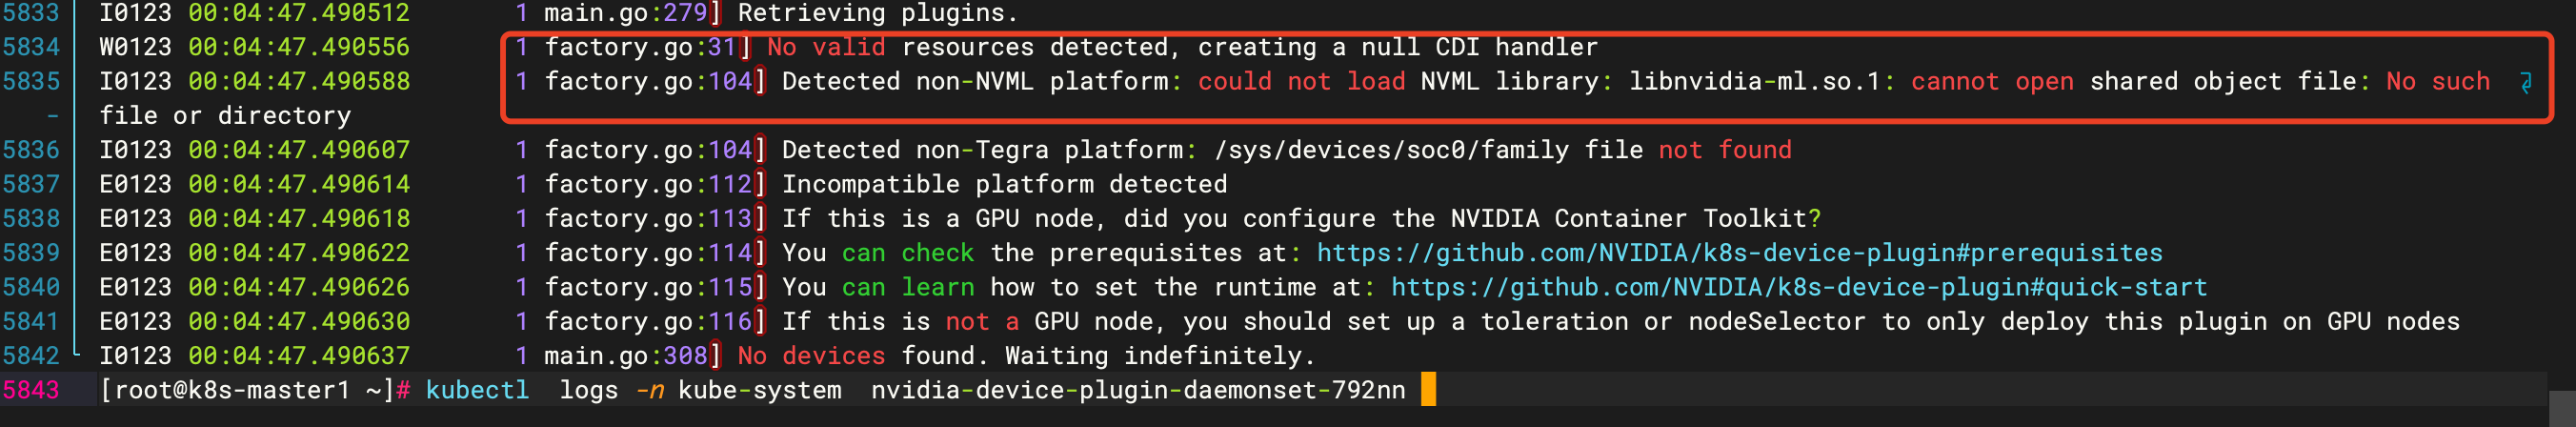 5833 I0123 00:04:47.490512 1 main.go:279] Retrieving plugins.
5834 W0123 00:04:47.490556 1 factory.go:31] No valid resources detected, creating a null CDI handler
5835 I0123 00:04:47.490588 1 factory.go:104] Detected non-NVML platform: could not load NVML library: libnvidia-ml.so.1: cannot open shared object file: No such
- file or directory
5836 I0123 00:04:47.490607 1 factory.go:104] Detected non-Tegra platform: /sys/devices/soc0/family file not found
5837 E0123 00:04:47.490614 1 factory.go:112] Incompatible platform detected
5838 E0123 00:04:47.490618 1 factory.go:113] If this is a GPU node, did you configure the NVIDIA Container Toolkit?
5839 E0123 00:04:47.490622 1 factory.go:114] You can check the prerequisites at: https://github.com/NVIDIA/k8s-device-plugin#prerequisites
5840 E0123 00:04:47.490626 1 factory.go:115] You can learn how to set the runtime at: https://github.com/NVIDIA/k8s-device-plugin#quick-start
5841 E0123 00:04:47.490630 1 factory.go:116] If this is not a GPU node, you should set up a toleration or nodeSelector to only deploy this plugin on GPU nodes
5842 I0123 00:04:47.490637 1 main.go:308] No devices found. Waiting indefinitely.
5843 [root@k8s-master1 ~]# kubectl logs -n kube-system nvidia-device-plugin-daemonset-792nn